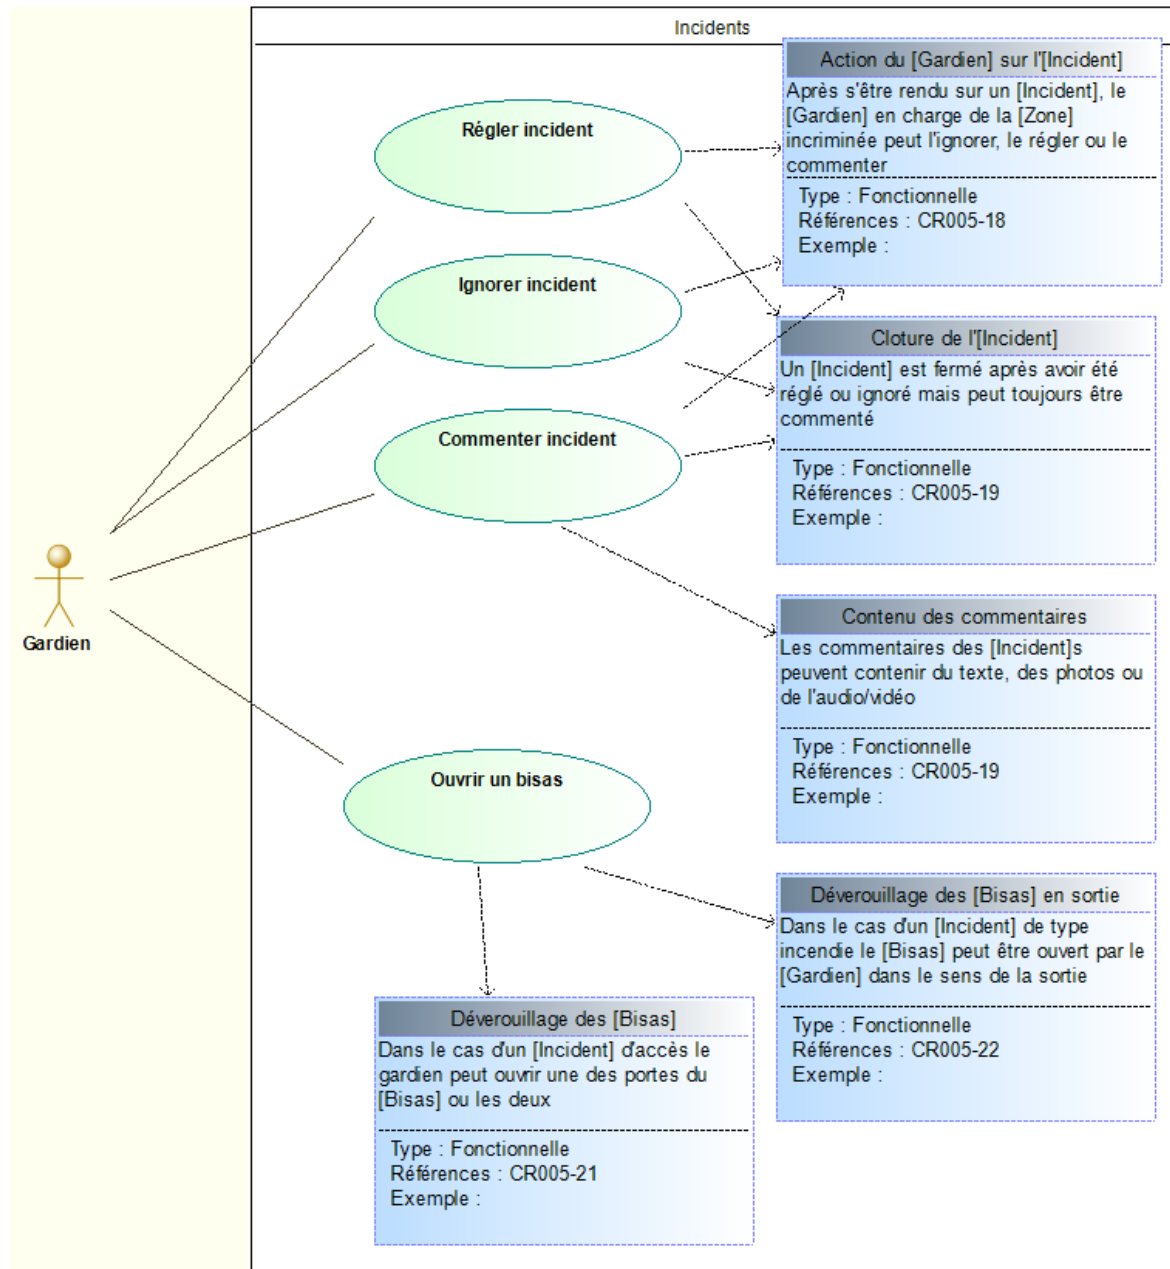 Incidents
Action du [Gardien] sur l'[Incident]
Après s'être rendu sur un [Incident], le
[Gardien] en charge de la [Zone]
incriminée peut l'ignorer, le régler ou le
commenter
Type : Fonctionnelle
Références : CR005-18
Exemple :
Régler incident
Ignorer incident
Cloture de l'[Incident]
Un [Incident] est fermé après avoir été
réglé ou ignoré mais peut toujours être
commenté
Type : Fonctionnelle
Références : CR005-19
Exemple :
Commenter incident
Gardien
Contenu des commentaires
Les commentaires des [Incident]s
peuvent contenir du texte, des photos ou
de l'audio/vidéo
Type : Fonctionnelle
Références : CR005-19
Exemple :
Ouvrir un bisas
Déverouillage des [Bisas] en sortie
Dans le cas d'un [Incident] de type
incendie le [Bisas] peut être ouvert par le
[Gardien] dans le sens de la sortie
Type : Fonctionnelle
Références : CR005-22
Exemple :
Déverouillage des [Bisas]
Dans le cas d'un [Incident] d'accès le
gardien peut ouvrir une des portes du
[Bisas] ou les deux
Type : Fonctionnelle
Références : CR005-21
Exemple :